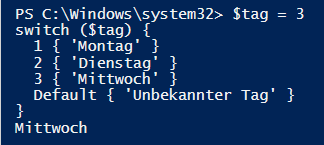 PS C:\Windows\system32> $tag = 3
switch ($tag) {
  1 { 'Montag' }
  2 { 'Dienstag' }
  3 { 'Mittwoch' }
  Default { 'Unbekannter Tag' }
}
Mittwoch